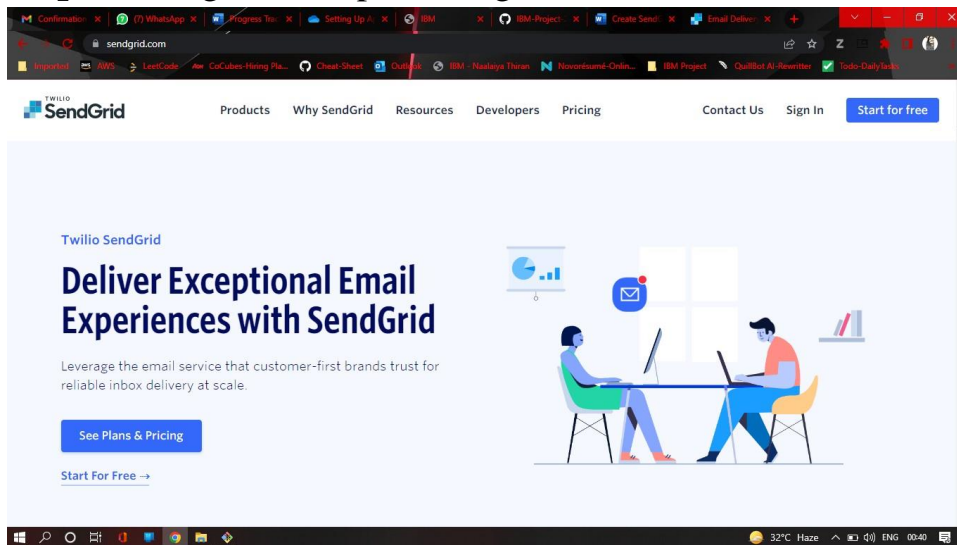 Confirmation
(7) WhatsApp
Progress Trac
Setting Up A
IBM
IBM-Project
Create Send
Email Deliver
sendgrid.com
Imported
AWS
LeetCode
CoCubes-Hiring Pla...
Cheat-Sheet
Outlook
IBM - Naalaiya Thiran
Novorésumé-Onlin...
IBM Project
QuillBot AI-Rewritter
Todo-DailyTasks
TWILIO
SendGrid
Products
Why SendGrid
Resources
Developers
Pricing
Contact Us
Sign In
Start for free
Twilio SendGrid
Deliver Exceptional Email
Experiences with SendGrid
Leverage the email service that customer-first brands trust for
reliable inbox delivery at scale.
See Plans & Pricing
Start For Free →
32°C Haze
ENG
00:40